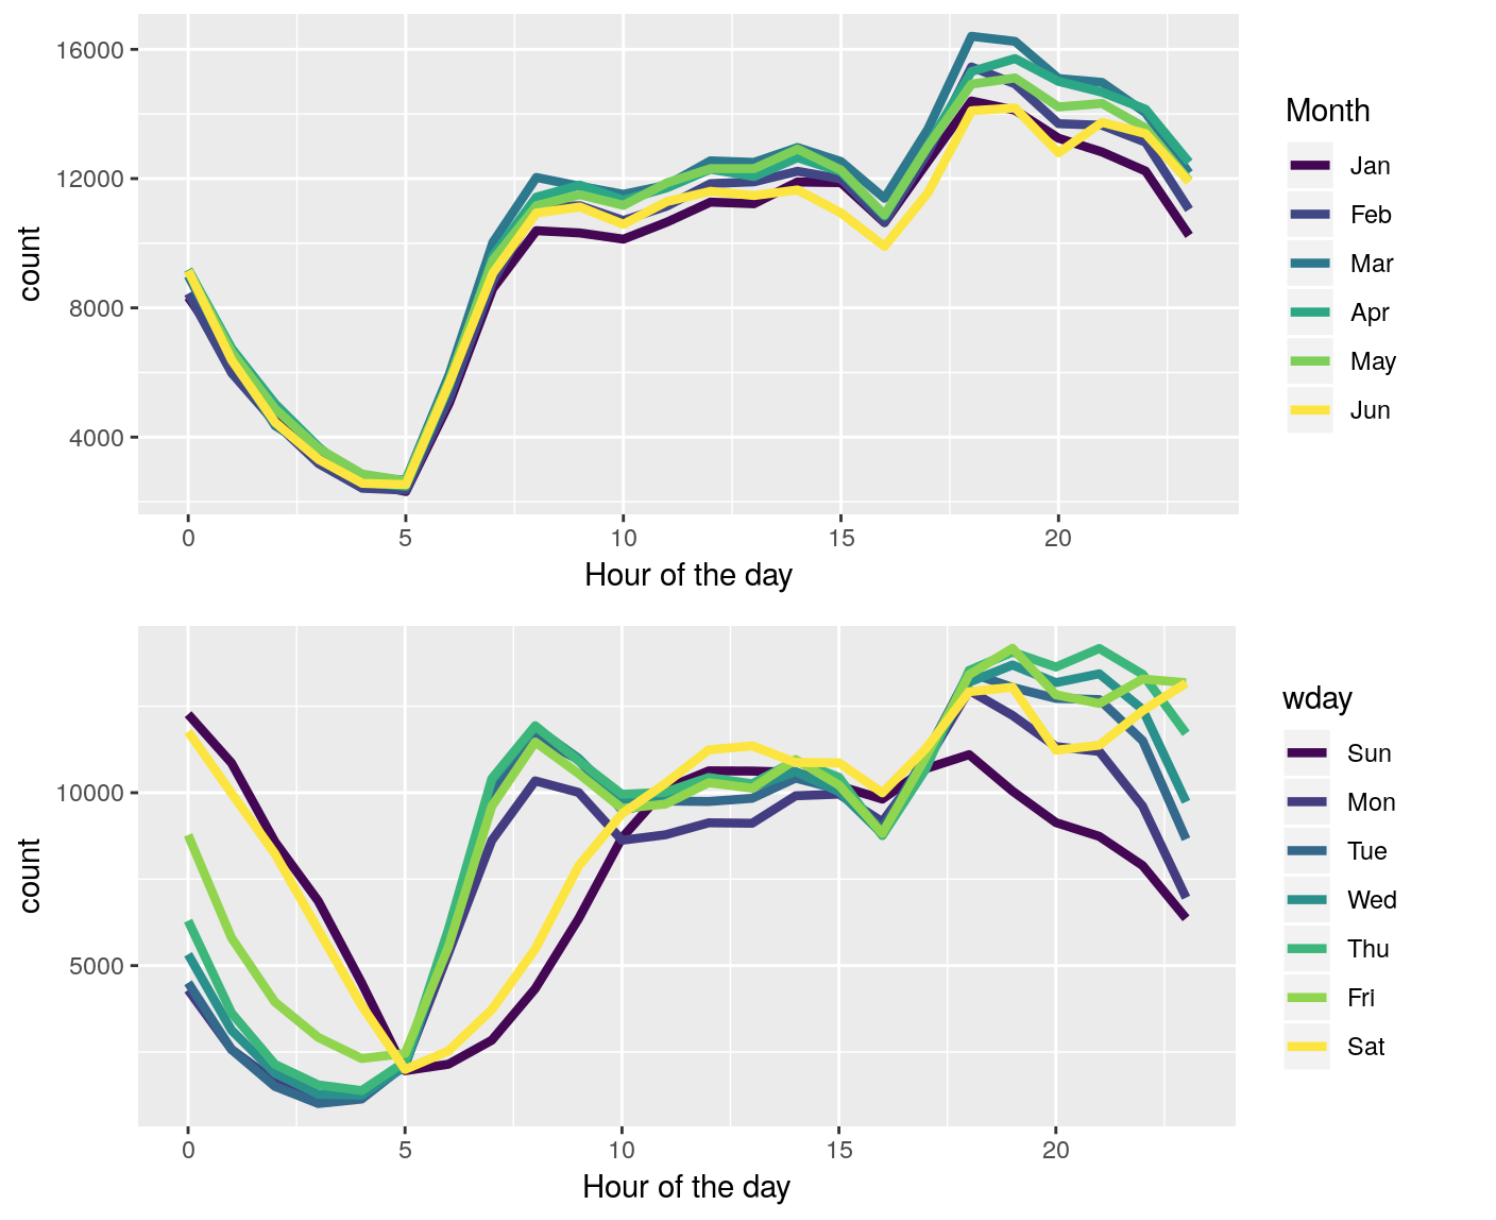 count
16000
12000
8000
4000
0 5 10 15 20
Hour of the day
Month
Jan
Feb
Mar
Apr
May
Jun
count
10000
5000
0 5 10 15 20
Hour of the day
wday
Sun
Mon
Tue
Wed
Thu
Fri
Sat